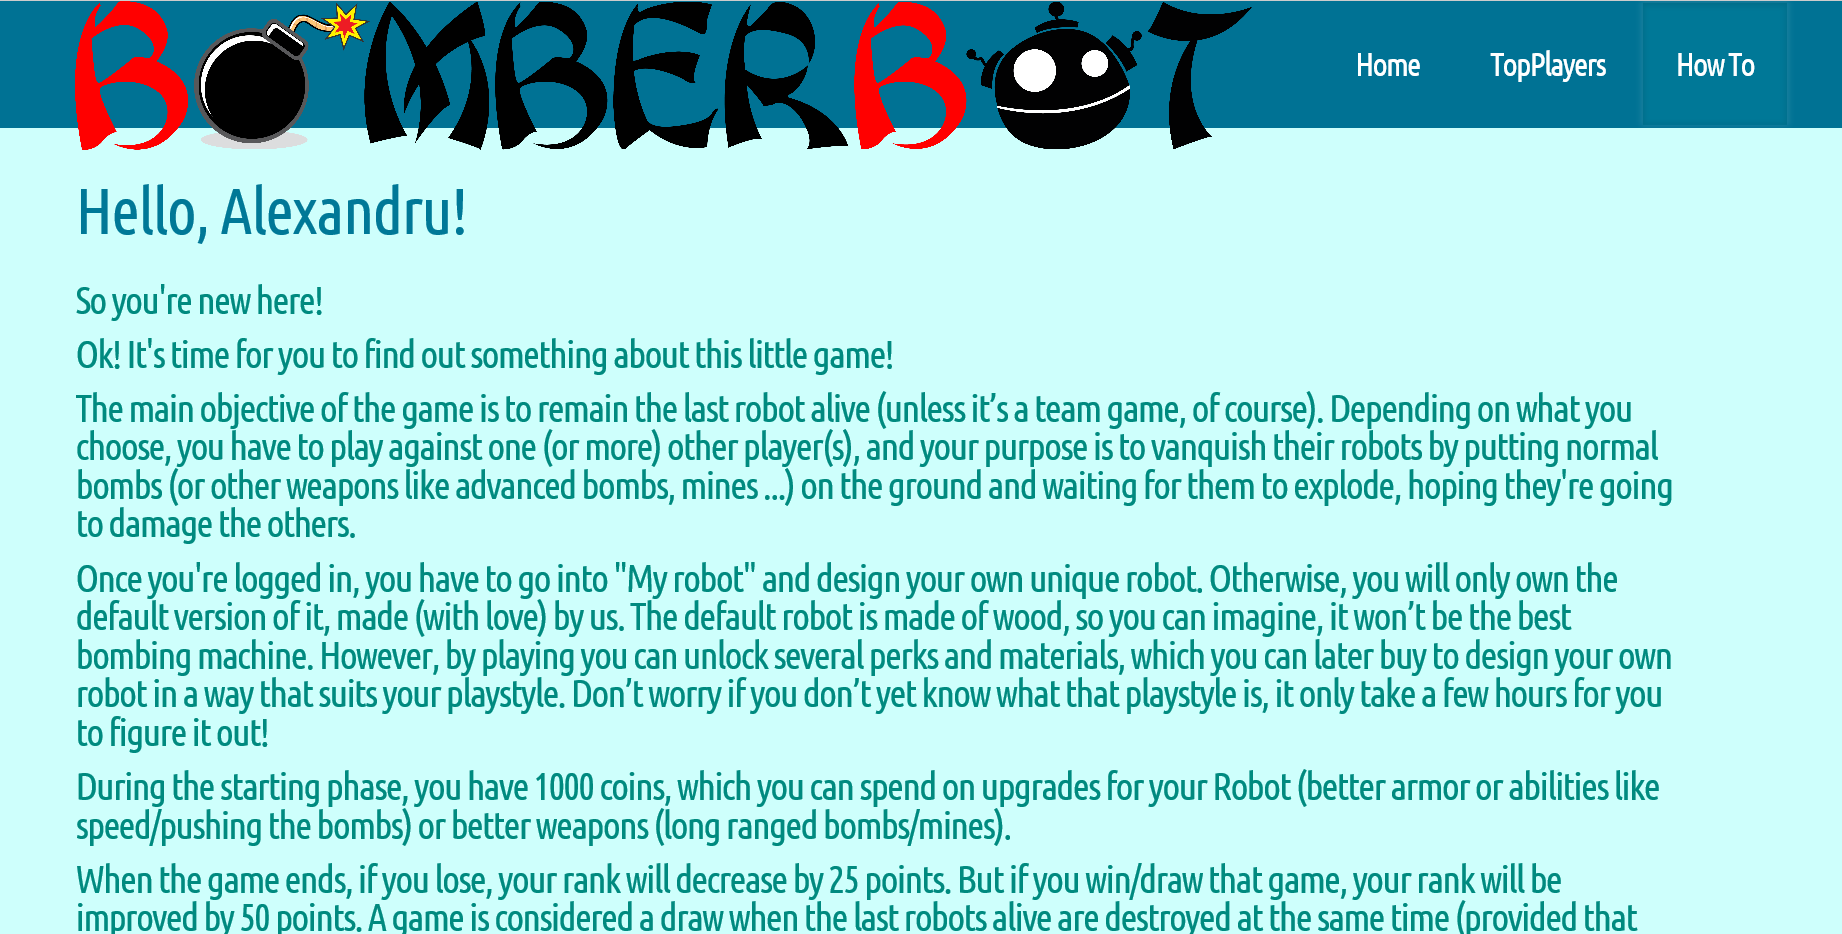 BOMBERBOT
Home TopPlayers How To
Hello, Alexandru!
So you're new here!
Ok! It's time for you to find out something about this little game!
The main objective of the game is to remain the last robot alive (unless it’s a team game, of course). Depending on what you
choose, you have to play against one (or more) other player(s), and your purpose is to vanquish their robots by putting normal
bombs (or other weapons like advanced bombs, mines ...) on the ground and waiting for them to explode, hoping they're going
to damage the others.
Once you're logged in, you have to go into "My robot" and design your own unique robot. Otherwise, you will only own the
default version of it, made (with love) by us. The default robot is made of wood, so you can imagine, it won’t be the best
bombing machine. However, by playing you can unlock several perks and materials, which you can later buy to design your own
robot in a way that suits your playstyle. Don’t worry if you don’t yet know what that playstyle is, it only take a few hours for you
to figure it out!
During the starting phase, you have 1000 coins, which you can spend on upgrades for your Robot (better armor or abilities like
speed/pushing the bombs) or better weapons (long ranged bombs/mines).
When the game ends, if you lose, your rank will decrease by 25 points. But if you win/draw that game, your rank will be
improved by 50 points. A game is considered a draw when the last robots alive are destroyed at the same time (provided that